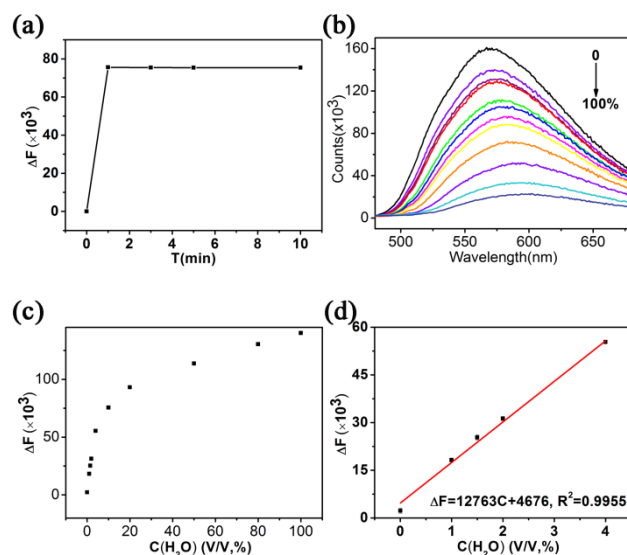 (a)
80
60
40
20
0
ΔF (×10³)
0 2 4 6 8 10
T(min)
(b)
160
120
80
40
0
Counts(x10³)
0
100%
500 550 600 650
Wavelength(nm)
(c)
100
50
0
ΔF (×10³)
0 20 40 60 80 100
C(H₂O) (V/V,%)
(d)
60
45
30
15
0
ΔF (×10³)
ΔF=12763C+4676, R²=0.9955
0 1 2 3 4
C(H₂O) (V/V,%)